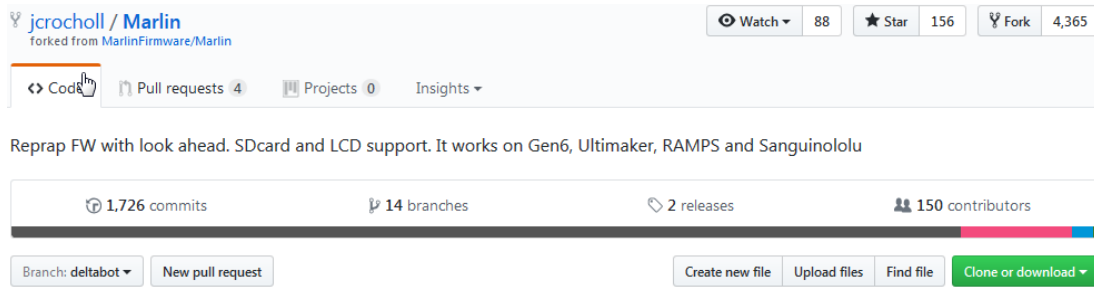 jcrocholl / Marlin
forked from MarlinFirmware/Marlin
Watch 88 Star 156 Fork 4,365
Code Pull requests 4 Projects 0 Insights
Reprap FW with look ahead. SDcard and LCD support. It works on Gen6, Ultimaker, RAMPS and Sanguinololu
1,726 commits 14 branches 2 releases 150 contributors
Branch: deltabot New pull request Create new file Upload files Find file Clone or download